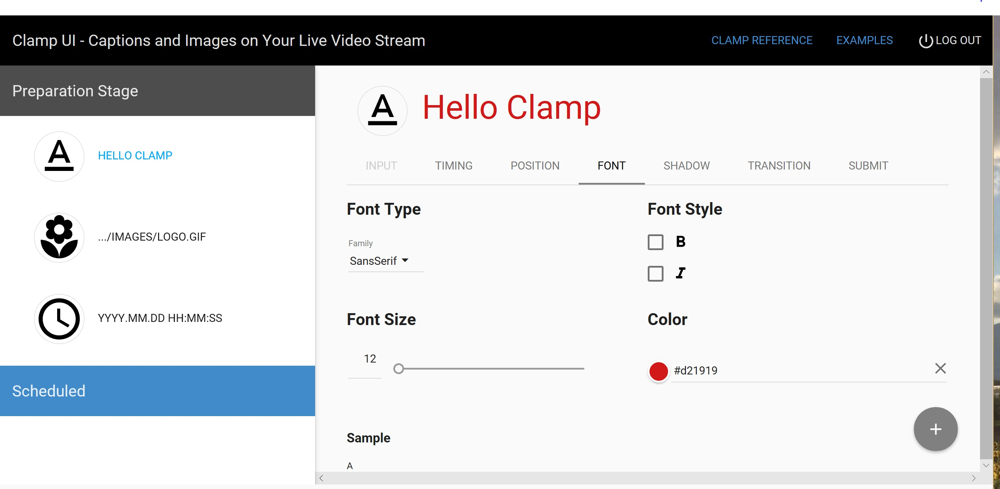 Clamp UI - Captions and Images on Your Live Video Stream
CLAMP REFERENCE
EXAMPLES
LOG OUT
Preparation Stage
A
HELLO CLAMP
.../IMAGES/LOGO.GIF
YYYY.MM.DD HH:MM:SS
Scheduled
A
Hello Clamp
INPUT
TIMING
POSITION
FONT
SHADOW
TRANSITION
SUBMIT
Font Type
Family
SansSerif
Font Style
B
I
Font Size
12
Color
#d21919
Sample
A